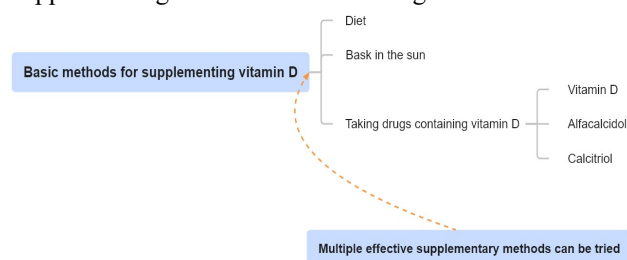 Diet
Basic methods for supplementing vitamin D
Bask in the sun
Taking drugs containing vitamin D
Vitamin D
Alfacalcidol
Calcitriol
Multiple effective supplementary methods can be tried